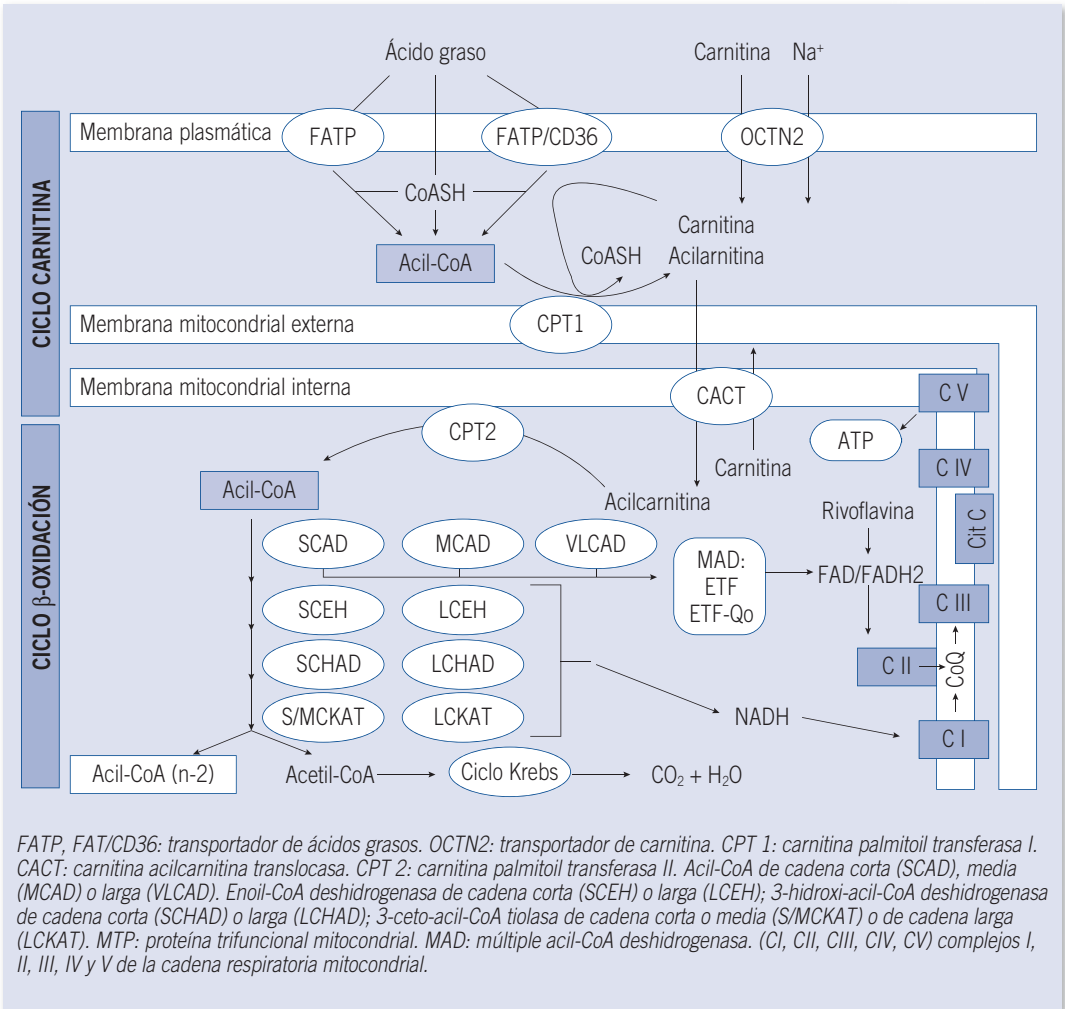 Ácido graso
Carnitina Na+
CICLO CARNITINA
Membrana plasmática
FATP
FATP/CD36
OCTN2
CoASH
Acil-CoA
CoASH
Carnitina
Acilarnitina
CPT1
Membrana mitocondrial externa
Membrana mitocondrial interna
CACT
C V
CICLO β-OXIDACIÓN
CPT2
ATP
Carnitina
C IV
Acil-CoA
Acilcarnitina
Rivoflavina
Cit C
SCAD
MCAD
VLCAD
MAD:
ETF
ETF-Qo
FAD/FADH2
SCEH
LCEH
C III
SCHAD
LCHAD
C II
CoQ
S/MCKAT
LCKAT
NADH
C I
Acil-CoA (n-2)
Acetil-CoA
Ciclo Krebs
CO2 + H2O
FATP, FAT/CD36: transportador de ácidos grasos. OCTN2: transportador de carnitina. CPT 1: carnitina palmitoil transferasa I.
CACT: carnitina acilcarnitina translocasa. CPT 2: carnitina palmitoil transferasa II. Acil-CoA de cadena corta (SCAD), media
(MCAD) o larga (VLCAD). Enoil-CoA deshidrogenasa de cadena corta (SCEH) o larga (LCEH); 3-hidroxi-acil-CoA deshidrogenasa
de cadena corta (SCHAD) o larga (LCHAD); 3-ceto-acil-CoA tiolasa de cadena corta o media (S/MCKAT) o de cadena larga
(LCKAT). MTP: proteína trifuncional mitocondrial. MAD: múltiple acil-CoA deshidrogenasa. (CI, CII, CIII, CIV, CV) complejos I,
II, III, IV y V de la cadena respiratoria mitocondrial.